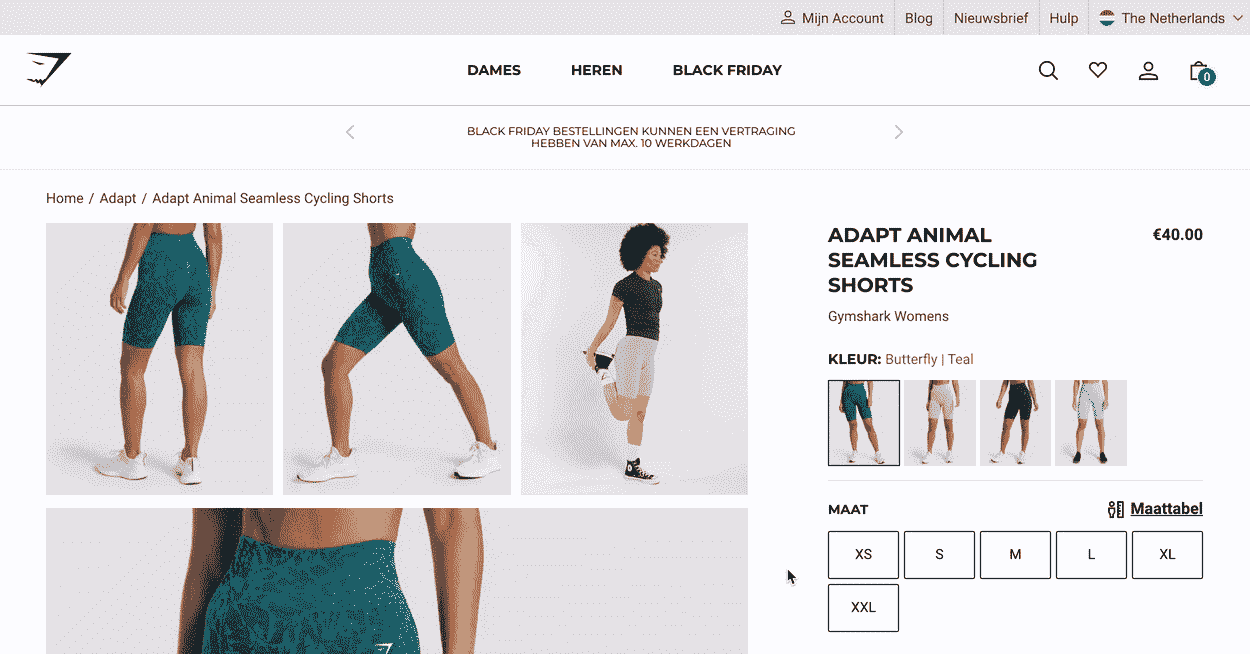 Mijn Account
Blog
Nieuwsbrief
Hulp
The Netherlands
DAMES
HEREN
BLACK FRIDAY
0
BLACK FRIDAY BESTELLINGEN KUNNEN EEN VERTRAGING
HEBBEN VAN MAX. 10 WERKDAGEN
Home / Adapt / Adapt Animal Seamless Cycling Shorts
ADAPT ANIMAL
SEAMLESS CYCLING
SHORTS
€40.00
Gymshark Womens
KLEUR: Butterfly | Teal
MAAT
Maattabel
XS
S
M
L
XL
XXL